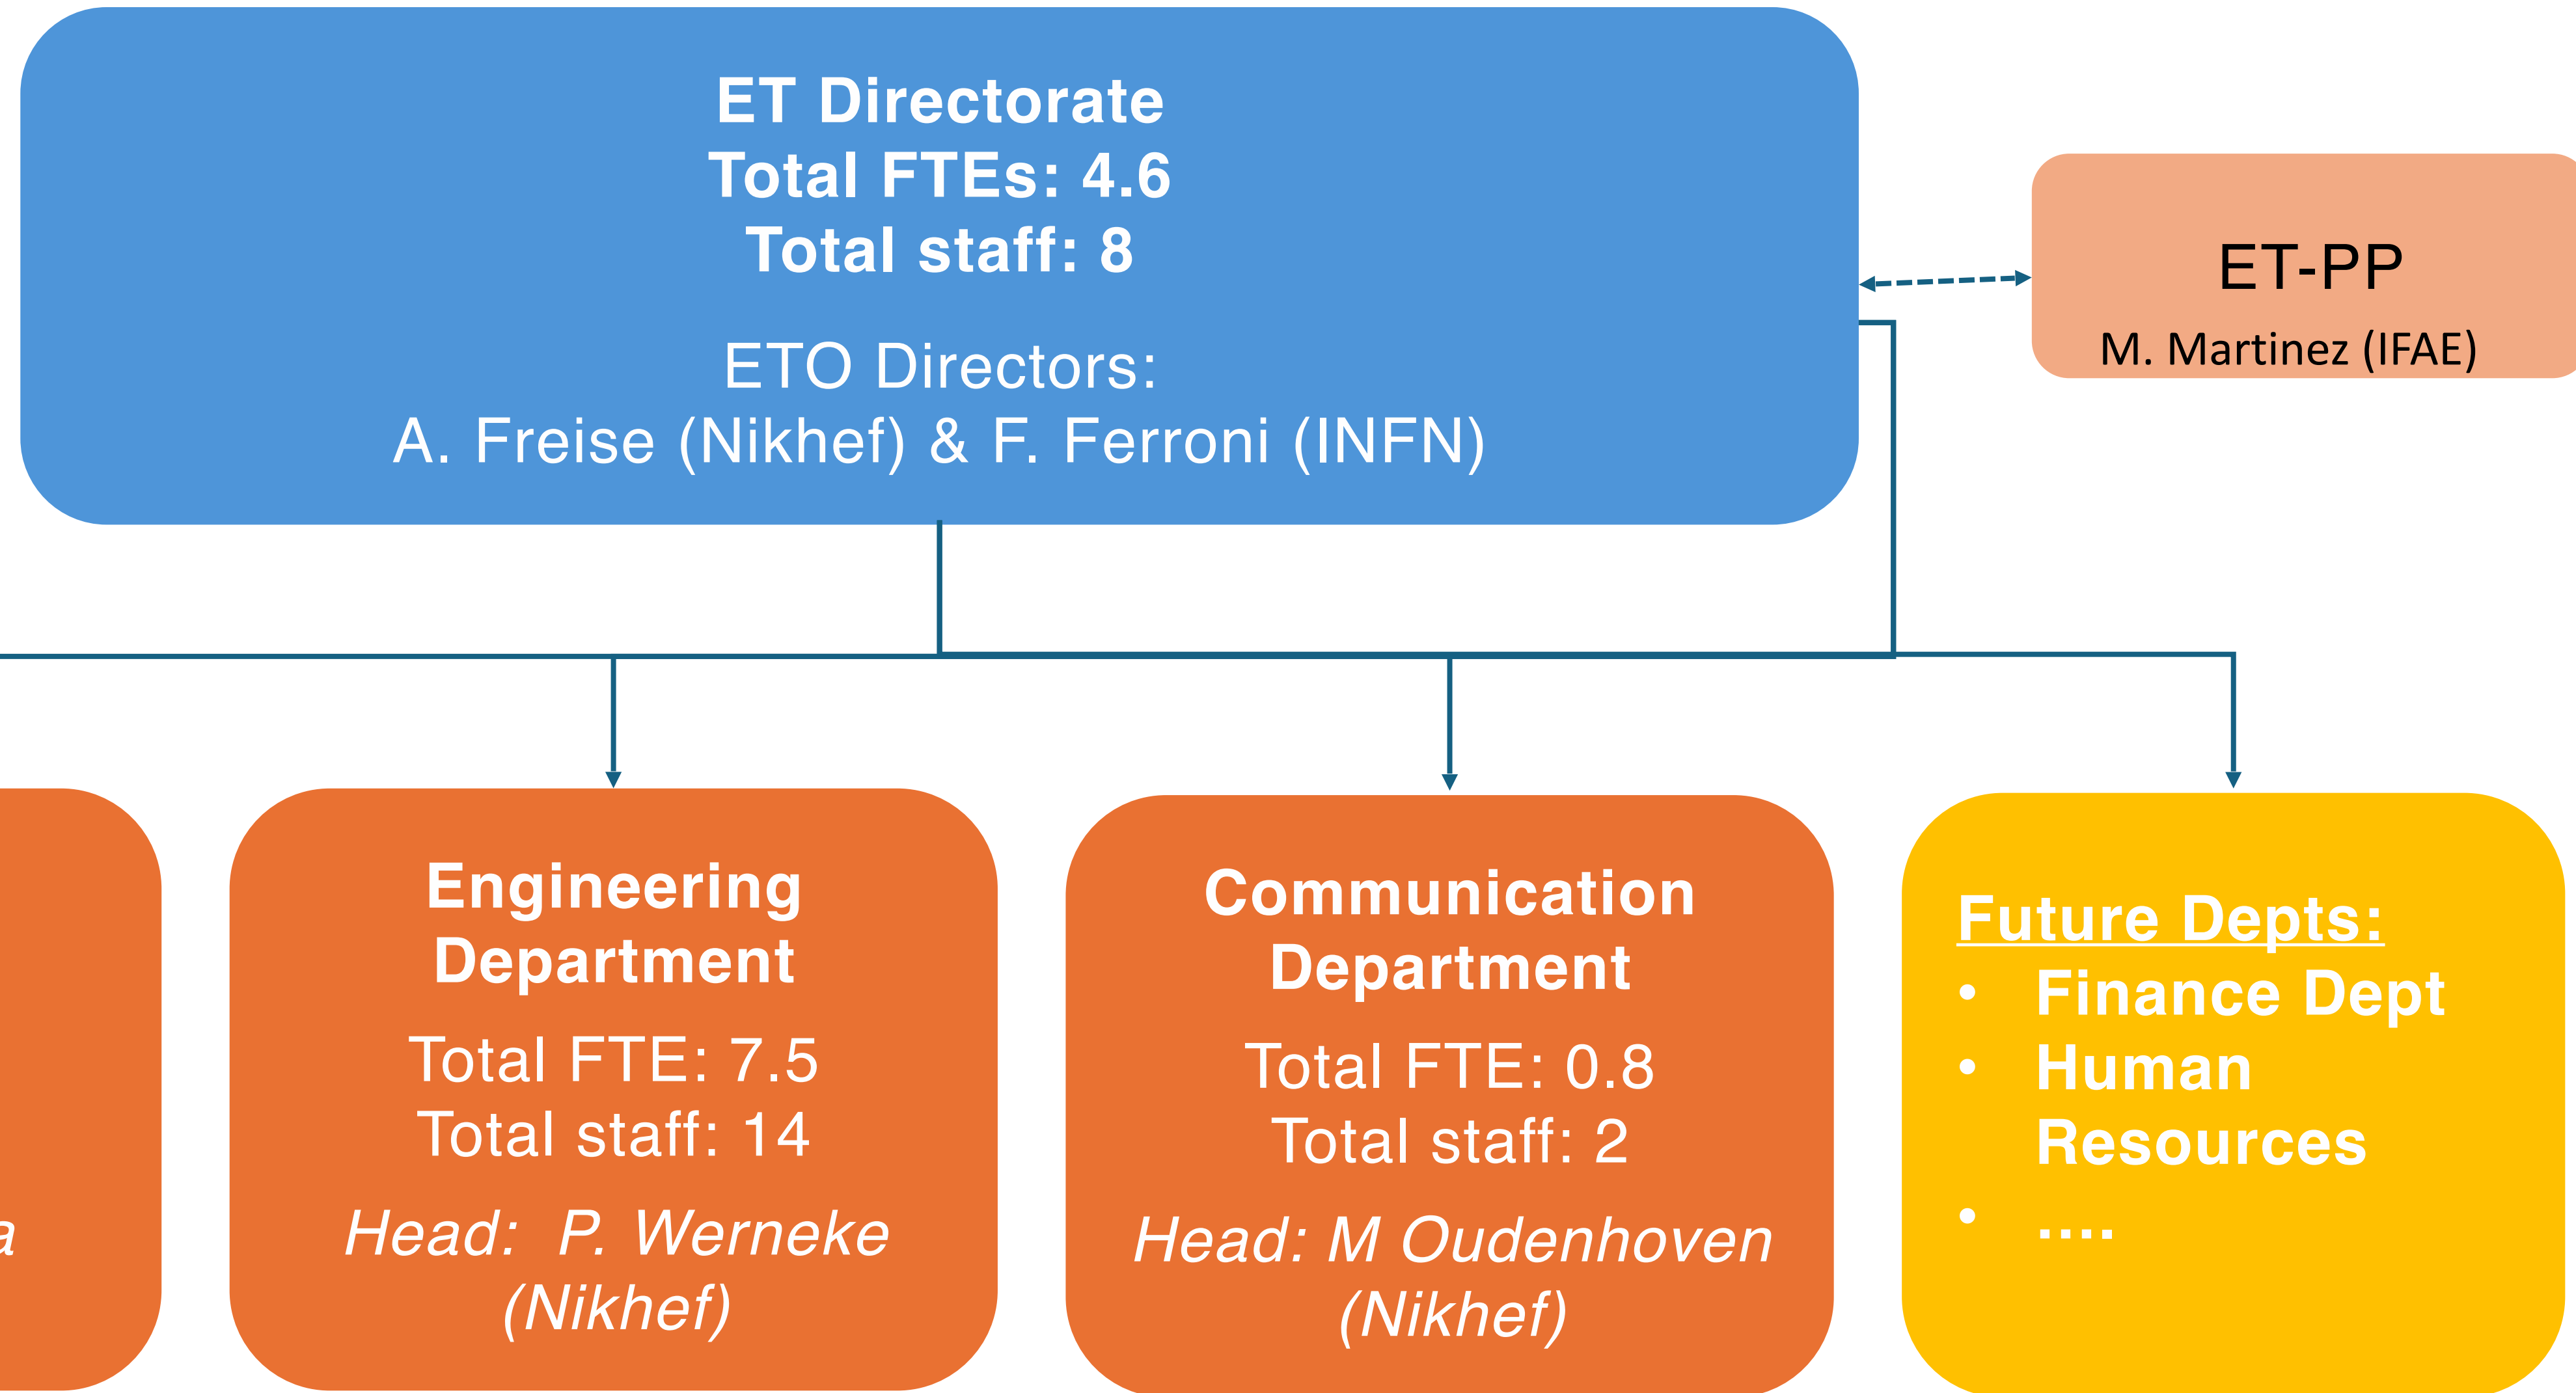 ET Directorate
Total FTEs: 4.6
Total staff: 8
ETO Directors:
A. Freise (Nikhef) & F. Ferroni (INFN)
ET-PP
M. Martinez (IFAE)
Engineering
Department
Total FTE: 7.5
Total staff: 14
Head: P. Werneke
(Nikhef)
Communication
Department
Total FTE: 0.8
Total staff: 2
Head: M Oudenhoven
(Nikhef)
Future Depts:
• Finance Dept
• Human
Resources
• ....